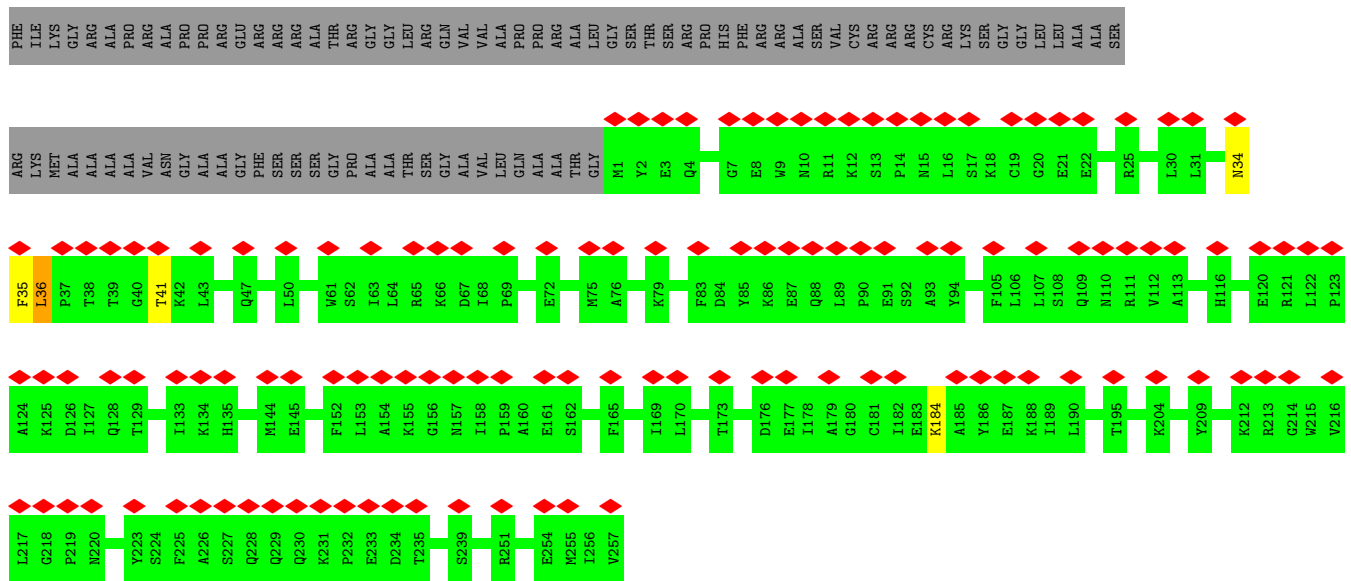 PHE ILE LYS GLY ARG ALA PRO ARG ALA PRO PRO ARG GLU ARG ARG ARG ALA THR ARG GLY GLY LEU ARG GLN VAL VAL ALA PRO PRO ARG ALA LEU GLY SER THR SER ARG PRO HIS PHE ARG ARG ALA SER VAL CYS ARG ARG ARG CYS ARG LYS SER GLY GLY LEU LEU ALA ALA SER
ARG LYS MET ALA ALA ALA ALA VAL ASN GLY ALA ALA GLY PHE SER SER SER GLY PRO ALA ALA THR SER GLY ALA VAL LEU GLN ALA ALA THR GLY M1 Y2 E3 Q4 G7 E8 W9 N10 R11 K12 S13 P14 N15 L16 S17 K18 C19 G20 E21 E22 R25 L30 L31 N34
F35 L36 P37 T38 T39 G40 T41 K42 L43 Q47 L50 W61 S62 I63 L64 R65 K66 D67 I68 P69 E72 M75 A76 K79 F83 D84 Y85 K86 E87 Q88 L89 P90 E91 S92 A93 Y94 F105 L106 L107 S108 Q109 N110 R111 V112 A113 H116 E120 R121 L122 P123
A124 K125 D126 I127 Q128 T129 I133 K134 H135 M144 E145 F152 L153 A154 K155 G156 N157 I158 P159 A160 E161 S162 F165 I169 L170 T173 D176 E177 I178 A179 G180 C181 I182 E183 K184 A185 Y186 E187 K188 I189 L190 T195 K204 Y209 K212 R213 G214 W215 V216
L217 G218 P219 N220 Y223 S224 F225 A226 S227 Q228 Q229 Q230 K231 P232 E233 D234 T235 S239 R251 E254 M255 I256 V257